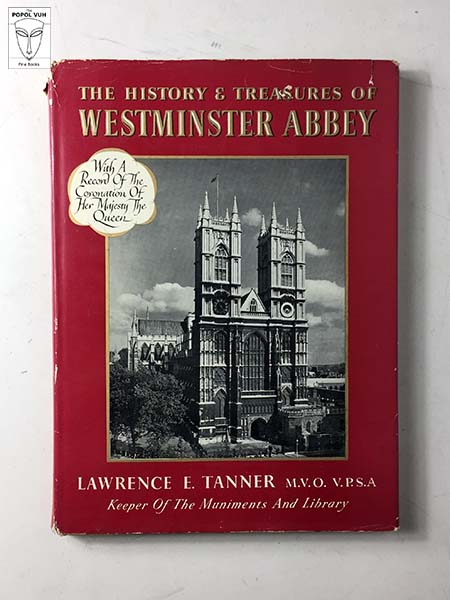 The
POPOL VUH
Fine Books
THE HISTORY & TREASURES OF
WESTMINSTER ABBEY
With A
Record Of The
Coronation Of
Her Majesty The
Queen
LAWRENCE E. TANNER M.V.O. V.P.S.A
Keeper Of The Muniments And Library